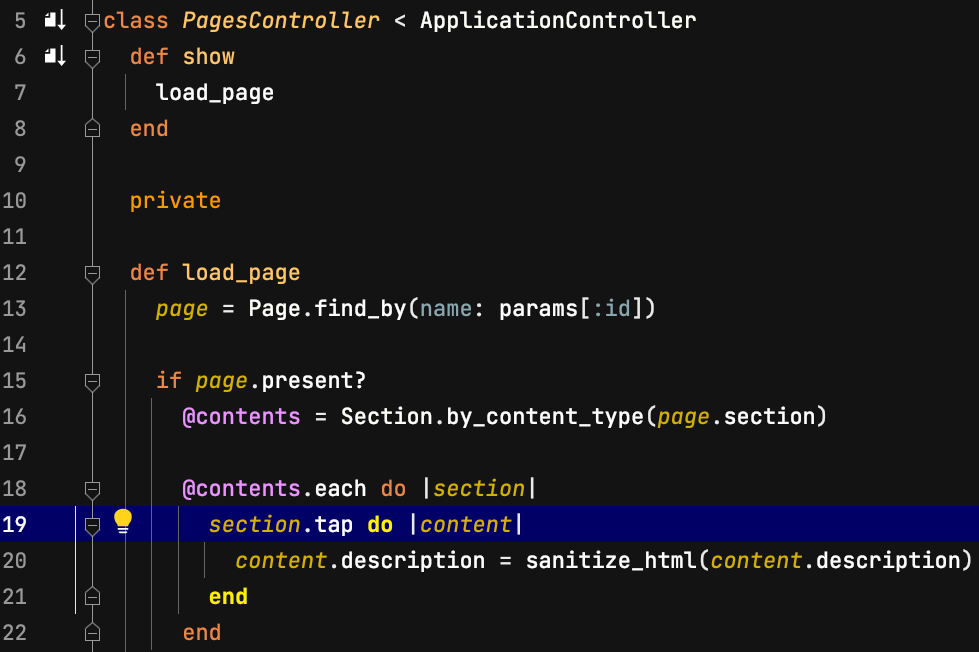 5 class PagesController < ApplicationController
6 def show
7 load_page
8 end
9
10 private
11
12 def load_page
13 page = Page.find_by(name: params[:id])
14
15 if page.present?
16 @contents = Section.by_content_type(page.section)
17
18 @contents.each do |section|
19 section.tap do |content|
20 content.description = sanitize_html(content.description)
21 end
22 end